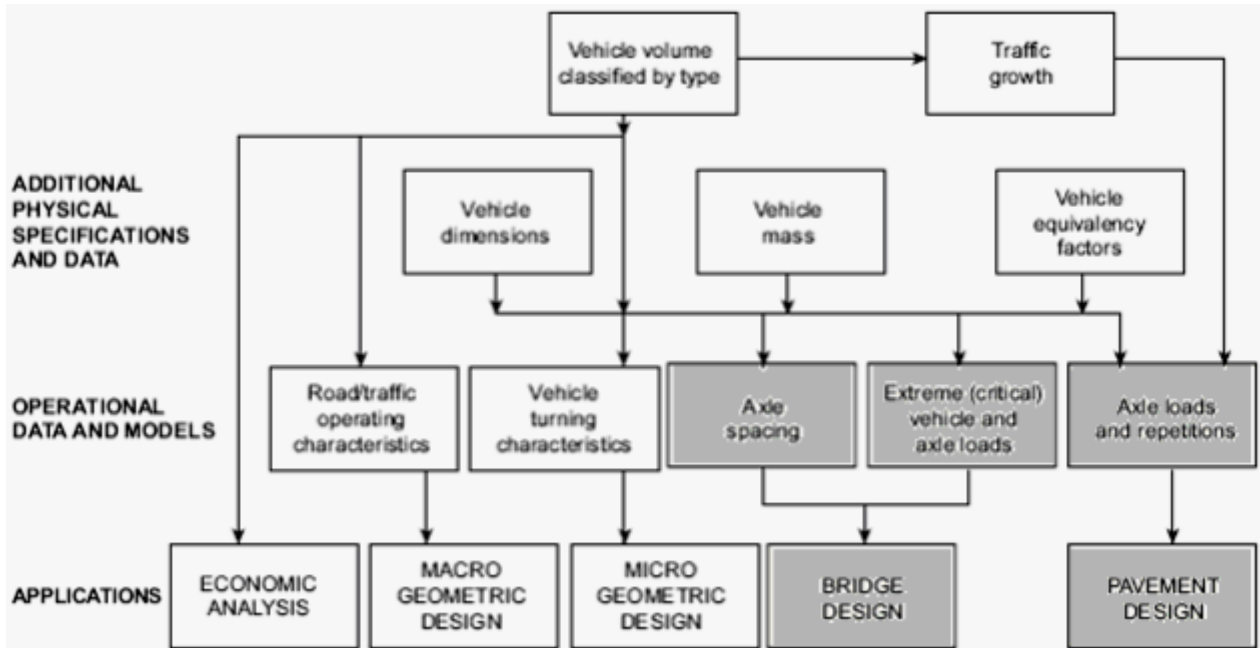 Vehicle volume
classified by type
Traffic
growth
ADDITIONAL
PHYSICAL
SPECIFICATIONS
AND DATA
Vehicle
dimensions
Vehicle
mass
Vehicle
equivalency
factors
OPERATIONAL
DATA AND MODELS
Road/traffic
operating
characteristics
Vehicle
turning
characteristics
Axle
spacing
Extreme (critical)
vehicle and
axle loads
Axle loads
and repetitions
APPLICATIONS
ECONOMIC
ANALYSIS
MACRO
GEOMETRIC
DESIGN
MICRO
GEOMETRIC
DESIGN
BRIDGE
DESIGN
PAVEMENT
DESIGN